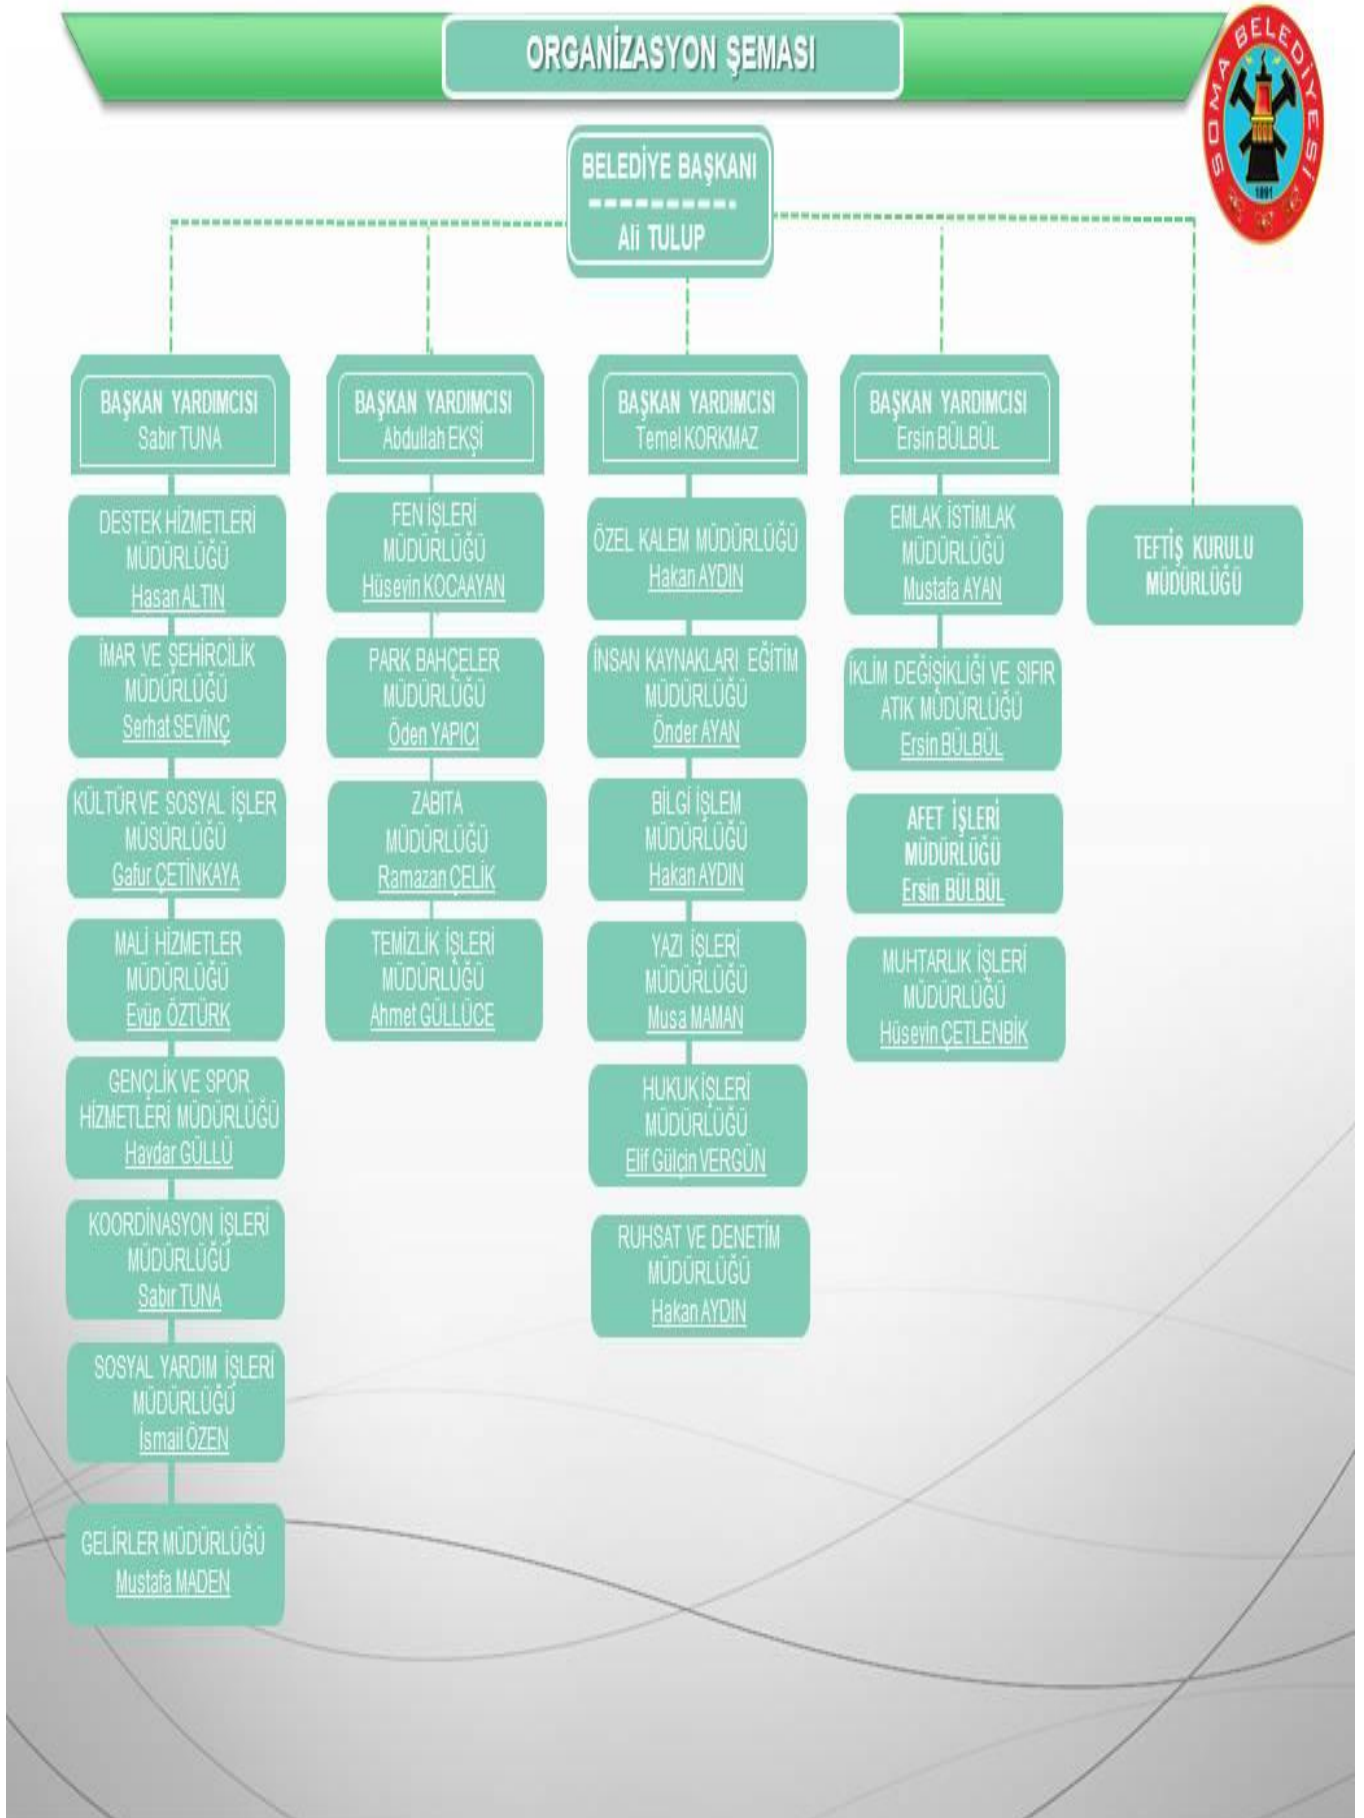 ORGANİZASYON ŞEMASI
SOMA BELEDİYESİ
1891
BELEDİYE BAŞKANI
Ali TULUP
BAŞKAN YARDIMCISI
Sabır TUNA
DESTEK HİZMETLERİ
MÜDÜRLÜĞÜ
Hasan ALTIN
İMAR VE ŞEHİRCİLİK
MÜDÜRLÜĞÜ
Serhat SEVİNÇ
KÜLTÜR VE SOSYAL İŞLER
MÜSÜRLÜĞÜ
Gafur ÇETİNKAYA
MALİ HİZMETLER
MÜDÜRLÜĞÜ
Eyüp ÖZTÜRK
GENÇLİK VE SPOR
HİZMETLERİ MÜDÜRLÜĞÜ
Haydar GÜLLÜ
KOORDİNASYON İŞLERİ
MÜDÜRLÜĞÜ
Sabır TUNA
SOSYAL YARDIM İŞLERİ
MÜDÜRLÜĞÜ
İsmail ÖZEN
GELİRLER MÜDÜRLÜĞÜ
Mustafa MADEN
BAŞKAN YARDIMCISI
Abdullah EKŞİ
FEN İŞLERİ
MÜDÜRLÜĞÜ
Hüseyin KOCAAYAN
PARK BAHÇELER
MÜDÜRLÜĞÜ
Öden YAPICI
ZABITA
MÜDÜRLÜĞÜ
Ramazan ÇELİK
TEMİZLİK İŞLERİ
MÜDÜRLÜĞÜ
Ahmet GÜLLÜCE
BAŞKAN YARDIMCISI
Temel KORKMAZ
ÖZEL KALEM MÜDÜRLÜĞÜ
Hakan AYDIN
İNSAN KAYNAKLARI EĞİTİM
MÜDÜRLÜĞÜ
Önder AYAN
BİLGİ İŞLEM
MÜDÜRLÜĞÜ
Hakan AYDIN
YAZI İŞLERİ
MÜDÜRLÜĞÜ
Musa MAMAN
HUKUK İŞLERİ
MÜDÜRLÜĞÜ
Elif Gülçin VERGÜN
RUHSAT VE DENETİM
MÜDÜRLÜĞÜ
Hakan AYDIN
BAŞKAN YARDIMCISI
Ersin BÜLBÜL
EMLAK İSTİMLAK
MÜDÜRLÜĞÜ
Mustafa AYAN
İKLİM DEĞİŞİKLİĞİ VE SIFIR
ATIK MÜDÜRLÜĞÜ
Ersin BÜLBÜL
AFET İŞLERİ
MÜDÜRLÜĞÜ
Ersin BÜLBÜL
MUHTARLIK İŞLERİ
MÜDÜRLÜĞÜ
Hüseyin ÇETLENBİK
TEFTİŞ KURULU
MÜDÜRLÜĞÜ